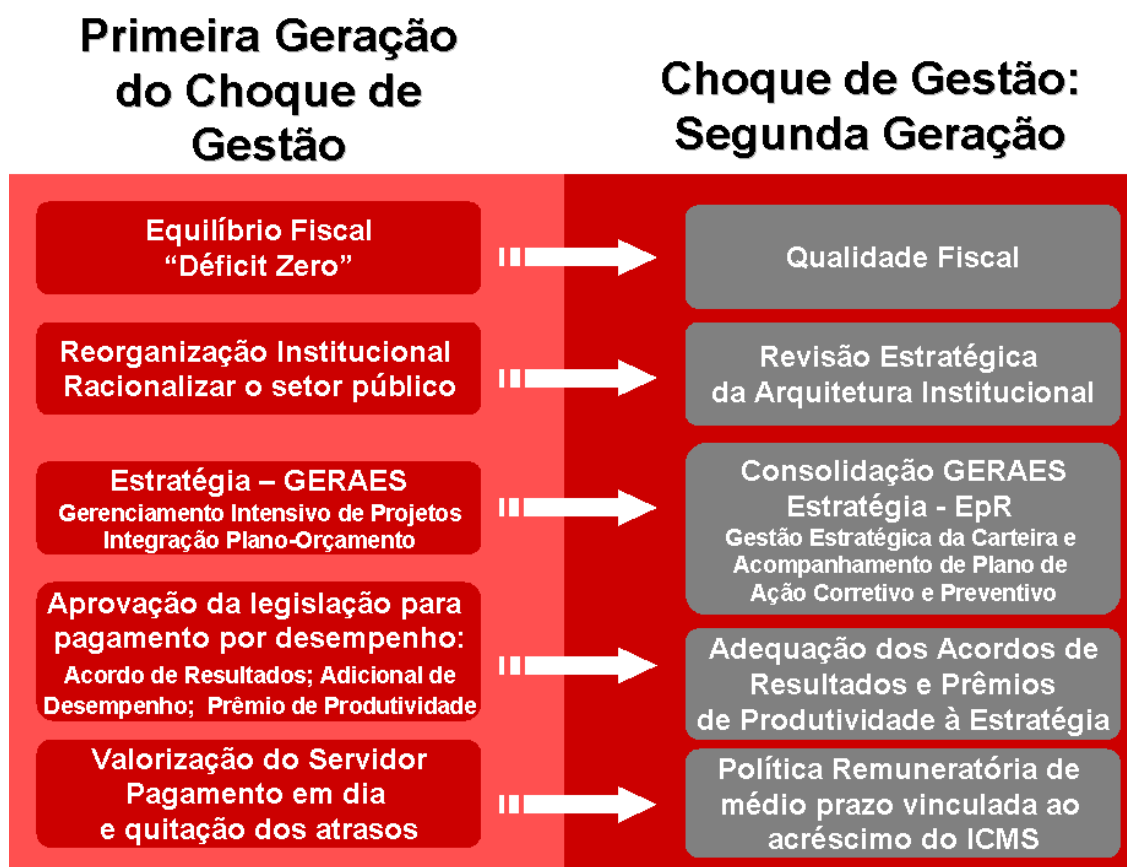 Primeira Geração
do Choque de
Gestão
Choque de Gestão:
Segunda Geração
Equilíbrio Fiscal
“Déficit Zero”
Qualidade Fiscal
Reorganização Institucional
Racionalizar o setor público
Revisão Estratégica
da Arquitetura Institucional
Estratégia – GERAES
Gerenciamento Intensivo de Projetos
Integração Plano-Orçamento
Consolidação GERAES
Estratégia - EpR
Gestão Estratégica da Carteira e
Acompanhamento de Plano de
Ação Corretivo e Preventivo
Aprovação da legislação para
pagamento por desempenho:
Acordo de Resultados; Adicional de
Desempenho; Prêmio de Produtividade
Adequação dos Acordos de
Resultados e Prêmios
de Produtividade à Estratégia
Valorização do Servidor
Pagamento em dia
e quitação dos atrasos
Política Remuneratória de
médio prazo vinculada ao
acréscimo do ICMS